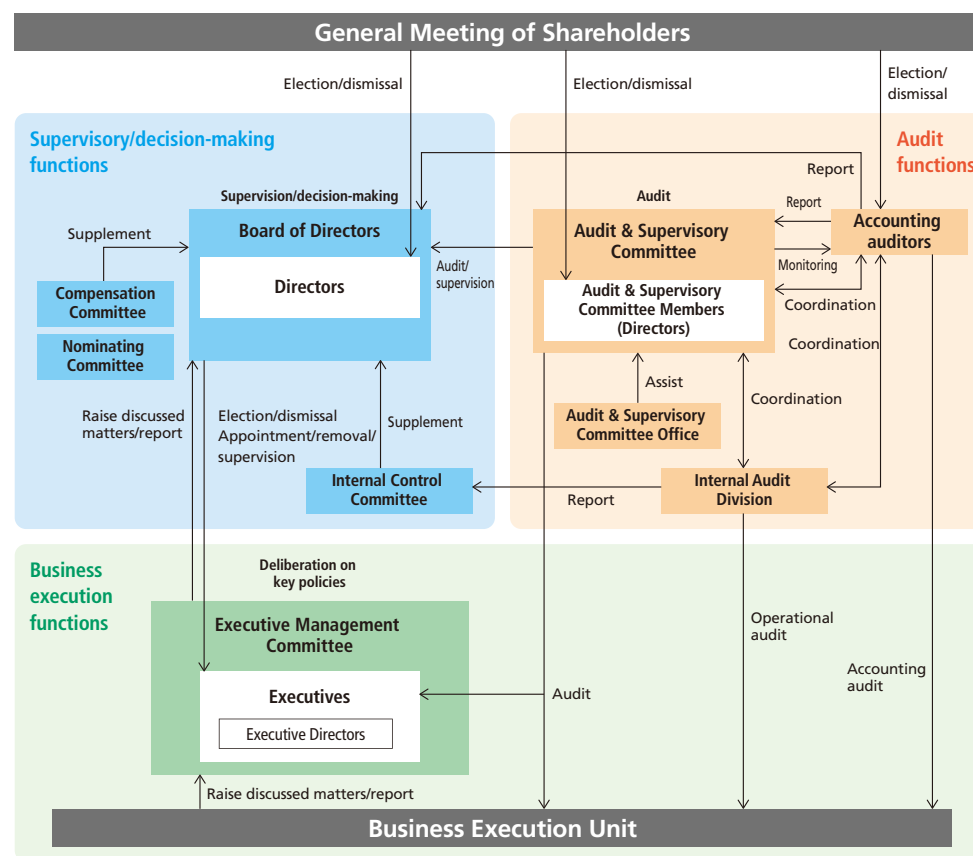 General Meeting of Shareholders
Election/dismissal
Election/dismissal
Election/
dismissal
Supervisory/decision-making
functions
Audit
functions
Report
Supervision/decision-making
Audit
Report
Board of Directors
Directors
Supplement
Compensation
Committee
Nominating
Committee
Audit/
supervision
Audit & Supervisory
Committee
Audit & Supervisory
Committee Members
(Directors)
Accounting
auditors
Monitoring
Coordination
Coordination
Assist
Coordination
Audit & Supervisory
Committee Office
Raise discussed
matters/report
Election/dismissal
Appointment/removal/
supervision
Supplement
Internal Control
Committee
Report
Internal Audit
Division
Business
execution
functions
Deliberation on
key policies
Executive Management
Committee
Executives
Executive Directors
Audit
Operational
audit
Accounting
audit
Raise discussed matters/report
Business Execution Unit